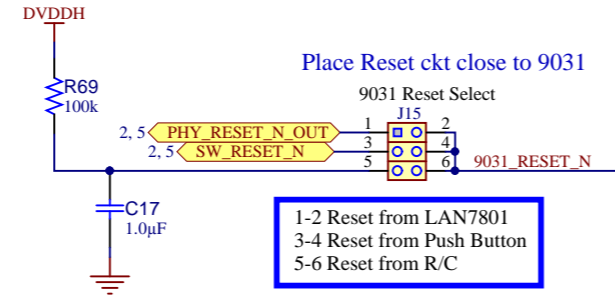 DVDDH
Place Reset ckt close to 9031
R69
100k
9031 Reset Select
J15
2, 5 PHY_RESET_N_OUT 1 2
2, 5 SW_RESET_N 3 4
5 6 9031_RESET_N
C17
1.0µF
1-2 Reset from LAN7801
3-4 Reset from Push Button
5-6 Reset from R/C